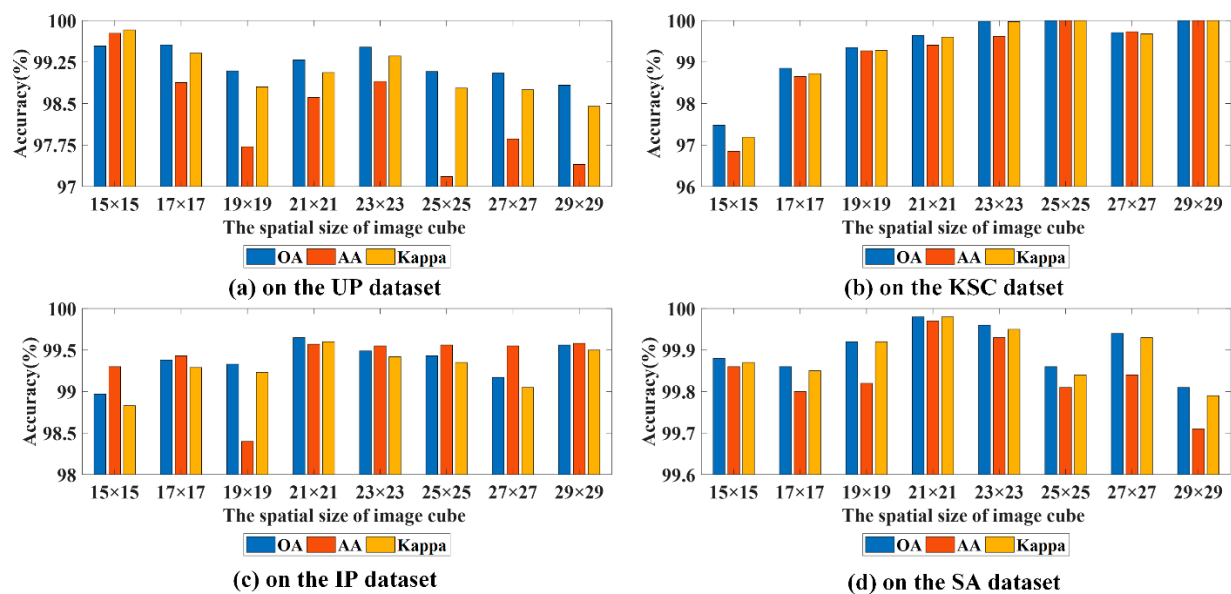 100
99.25
98.5
97.75
97
Accuracy(%)
15×15 17×17 19×19 21×21 23×23 25×25 27×27 29×29
The spatial size of image cube
OA AA Kappa
(a) on the UP dataset
100
99
98
97
96
Accuracy(%)
15×15 17×17 19×19 21×21 23×23 25×25 27×27 29×29
The spatial size of image cube
OA AA Kappa
(b) on the KSC datset
100
99.5
99
98.5
98
Accuracy(%)
15×15 17×17 19×19 21×21 23×23 25×25 27×27 29×29
The spatial size of image cube
OA AA Kappa
(c) on the IP dataset
100
99.9
99.8
99.7
99.6
Accuracy(%)
15×15 17×17 19×19 21×21 23×23 25×25 27×27 29×29
The spatial size of image cube
OA AA Kappa
(d) on the SA dataset